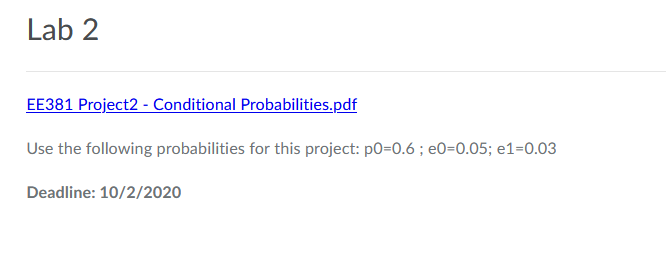 Lab 2
EE381 Project2 - Conditional Probabilities.pdf
Use the following probabilities for this project: p0=0.6 ; e0=0.05; e1=0.03
Deadline: 10/2/2020